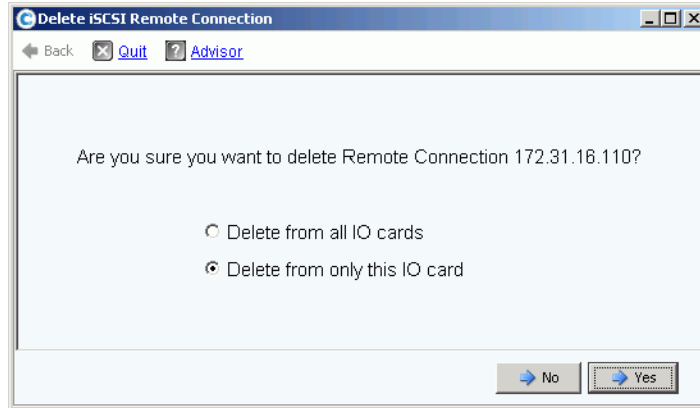 Delete iSCSI Remote Connection
Back Quit Advisor
Are you sure you want to delete Remote Connection 172.31.16.110?
Delete from all IO cards
Delete from only this IO card
No Yes